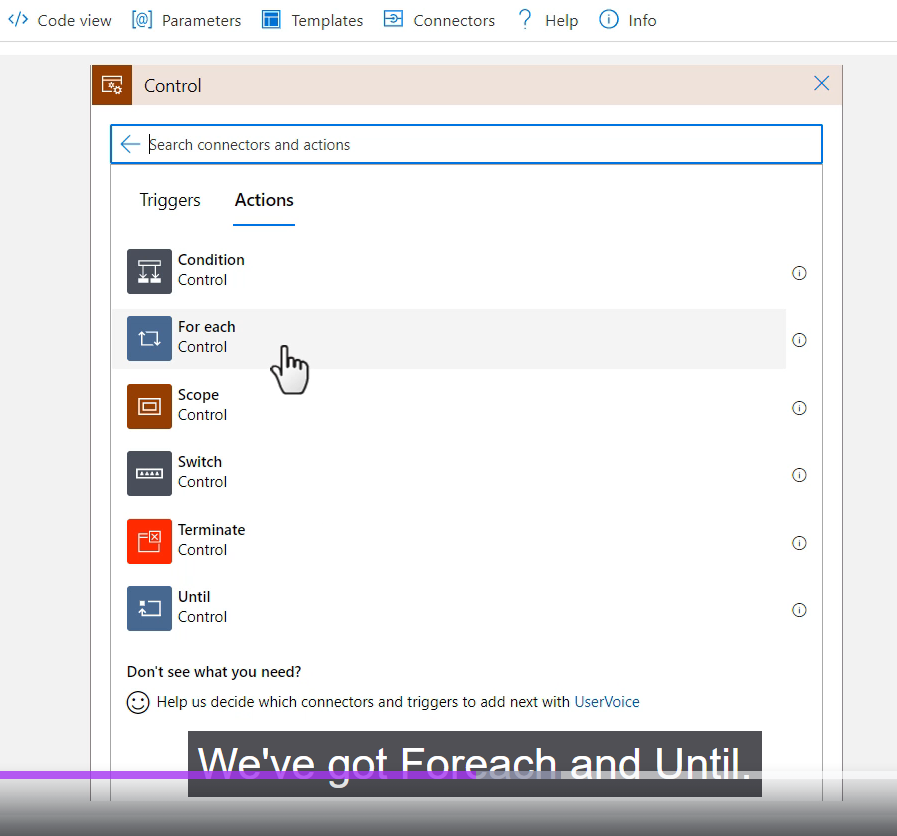 Code view Parameters Templates Connectors Help Info
Control
Search connectors and actions
Triggers Actions
Condition
Control
For each
Control
Scope
Control
Switch
Control
Terminate
Control
Until
Control
Don't see what you need?
Help us decide which connectors and triggers to add next with UserVoice
We've got Foreach and Until.